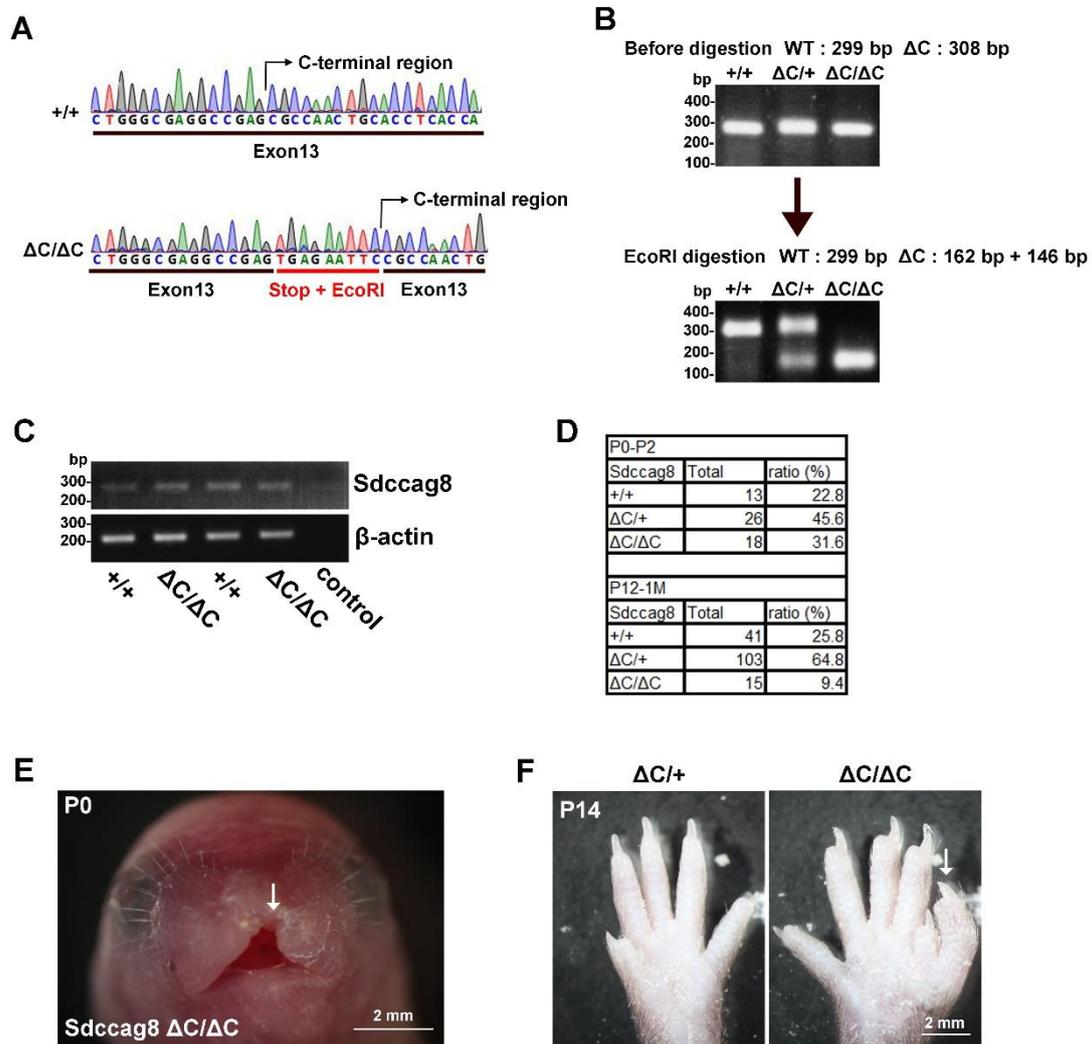 A
C-terminal region
+/+
C T G G G C G A G G C C G A G C G C C A A C T G C A C C T C A C C A
Exon13
C-terminal region
ΔC/ΔC
C T G G G C G A G G C C G A G T G A G A A T T C C G C C A A C T G
Exon13 Stop + EcoRI Exon13
B
Before digestion WT : 299 bp ΔC : 308 bp
bp +/+ ΔC/+ ΔC/ΔC
400-
300-
200-
100-
EcoRI digestion WT : 299 bp ΔC : 162 bp + 146 bp
bp +/+ ΔC/+ ΔC/ΔC
400-
300-
200-
100-
C
bp
300-
200-
Sdccag8
300-
200-
β-actin
+/+ ΔC/ΔC +/+ ΔC/ΔC control
D
P0-P2
Sdccag8 Total ratio (%)
+/+ 13 22.8
ΔC/+ 26 45.6
ΔC/ΔC 18 31.6
P12-1M
Sdccag8 Total ratio (%)
+/+ 41 25.8
ΔC/+ 103 64.8
ΔC/ΔC 15 9.4
E
P0
Sdccag8 ΔC/ΔC
2 mm
F
ΔC/+ ΔC/ΔC
P14
2 mm